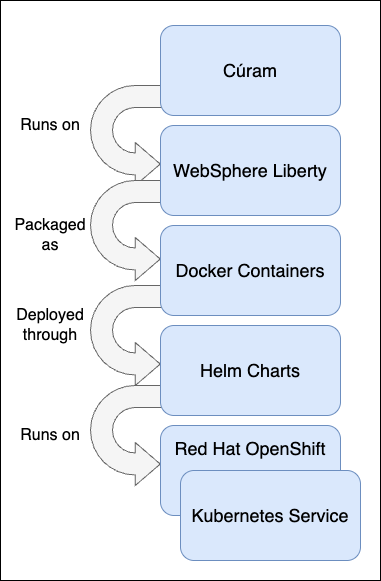 Cúram
Runs on
WebSphere Liberty
Packaged
as
Docker Containers
Deployed
through
Helm Charts
Runs on
Red Hat OpenShift
Kubernetes Service